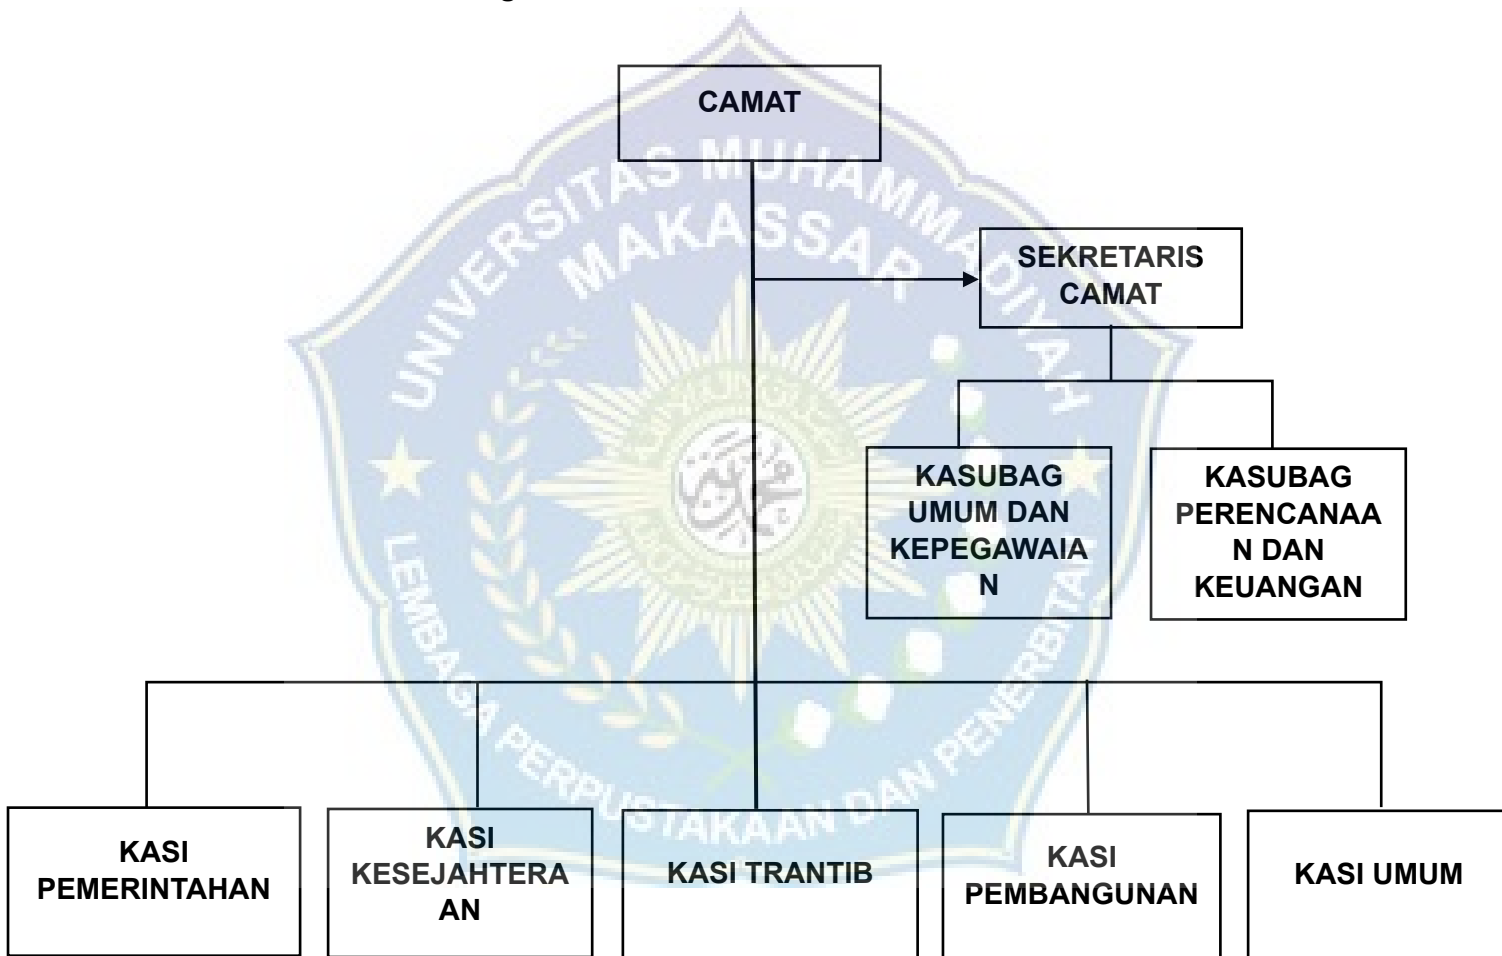 CAMAT
SEKRETARIS
CAMAT
KASUBAG
UMUM DAN
KEPEGAWAIA
N
KASUBAG
PERENCANAA
N DAN
KEUANGAN
KASI
PEMERINTAHAN
KASI
KESEJAHTERA
AN
KASI TRANTIB
KASI
PEMBANGUNAN
KASI UMUM
UNIVERSITAS MUHAMMADIYAH
MAKASSAR
LEMBAGA PERPUSTAKAAN DAN PENERBITAN